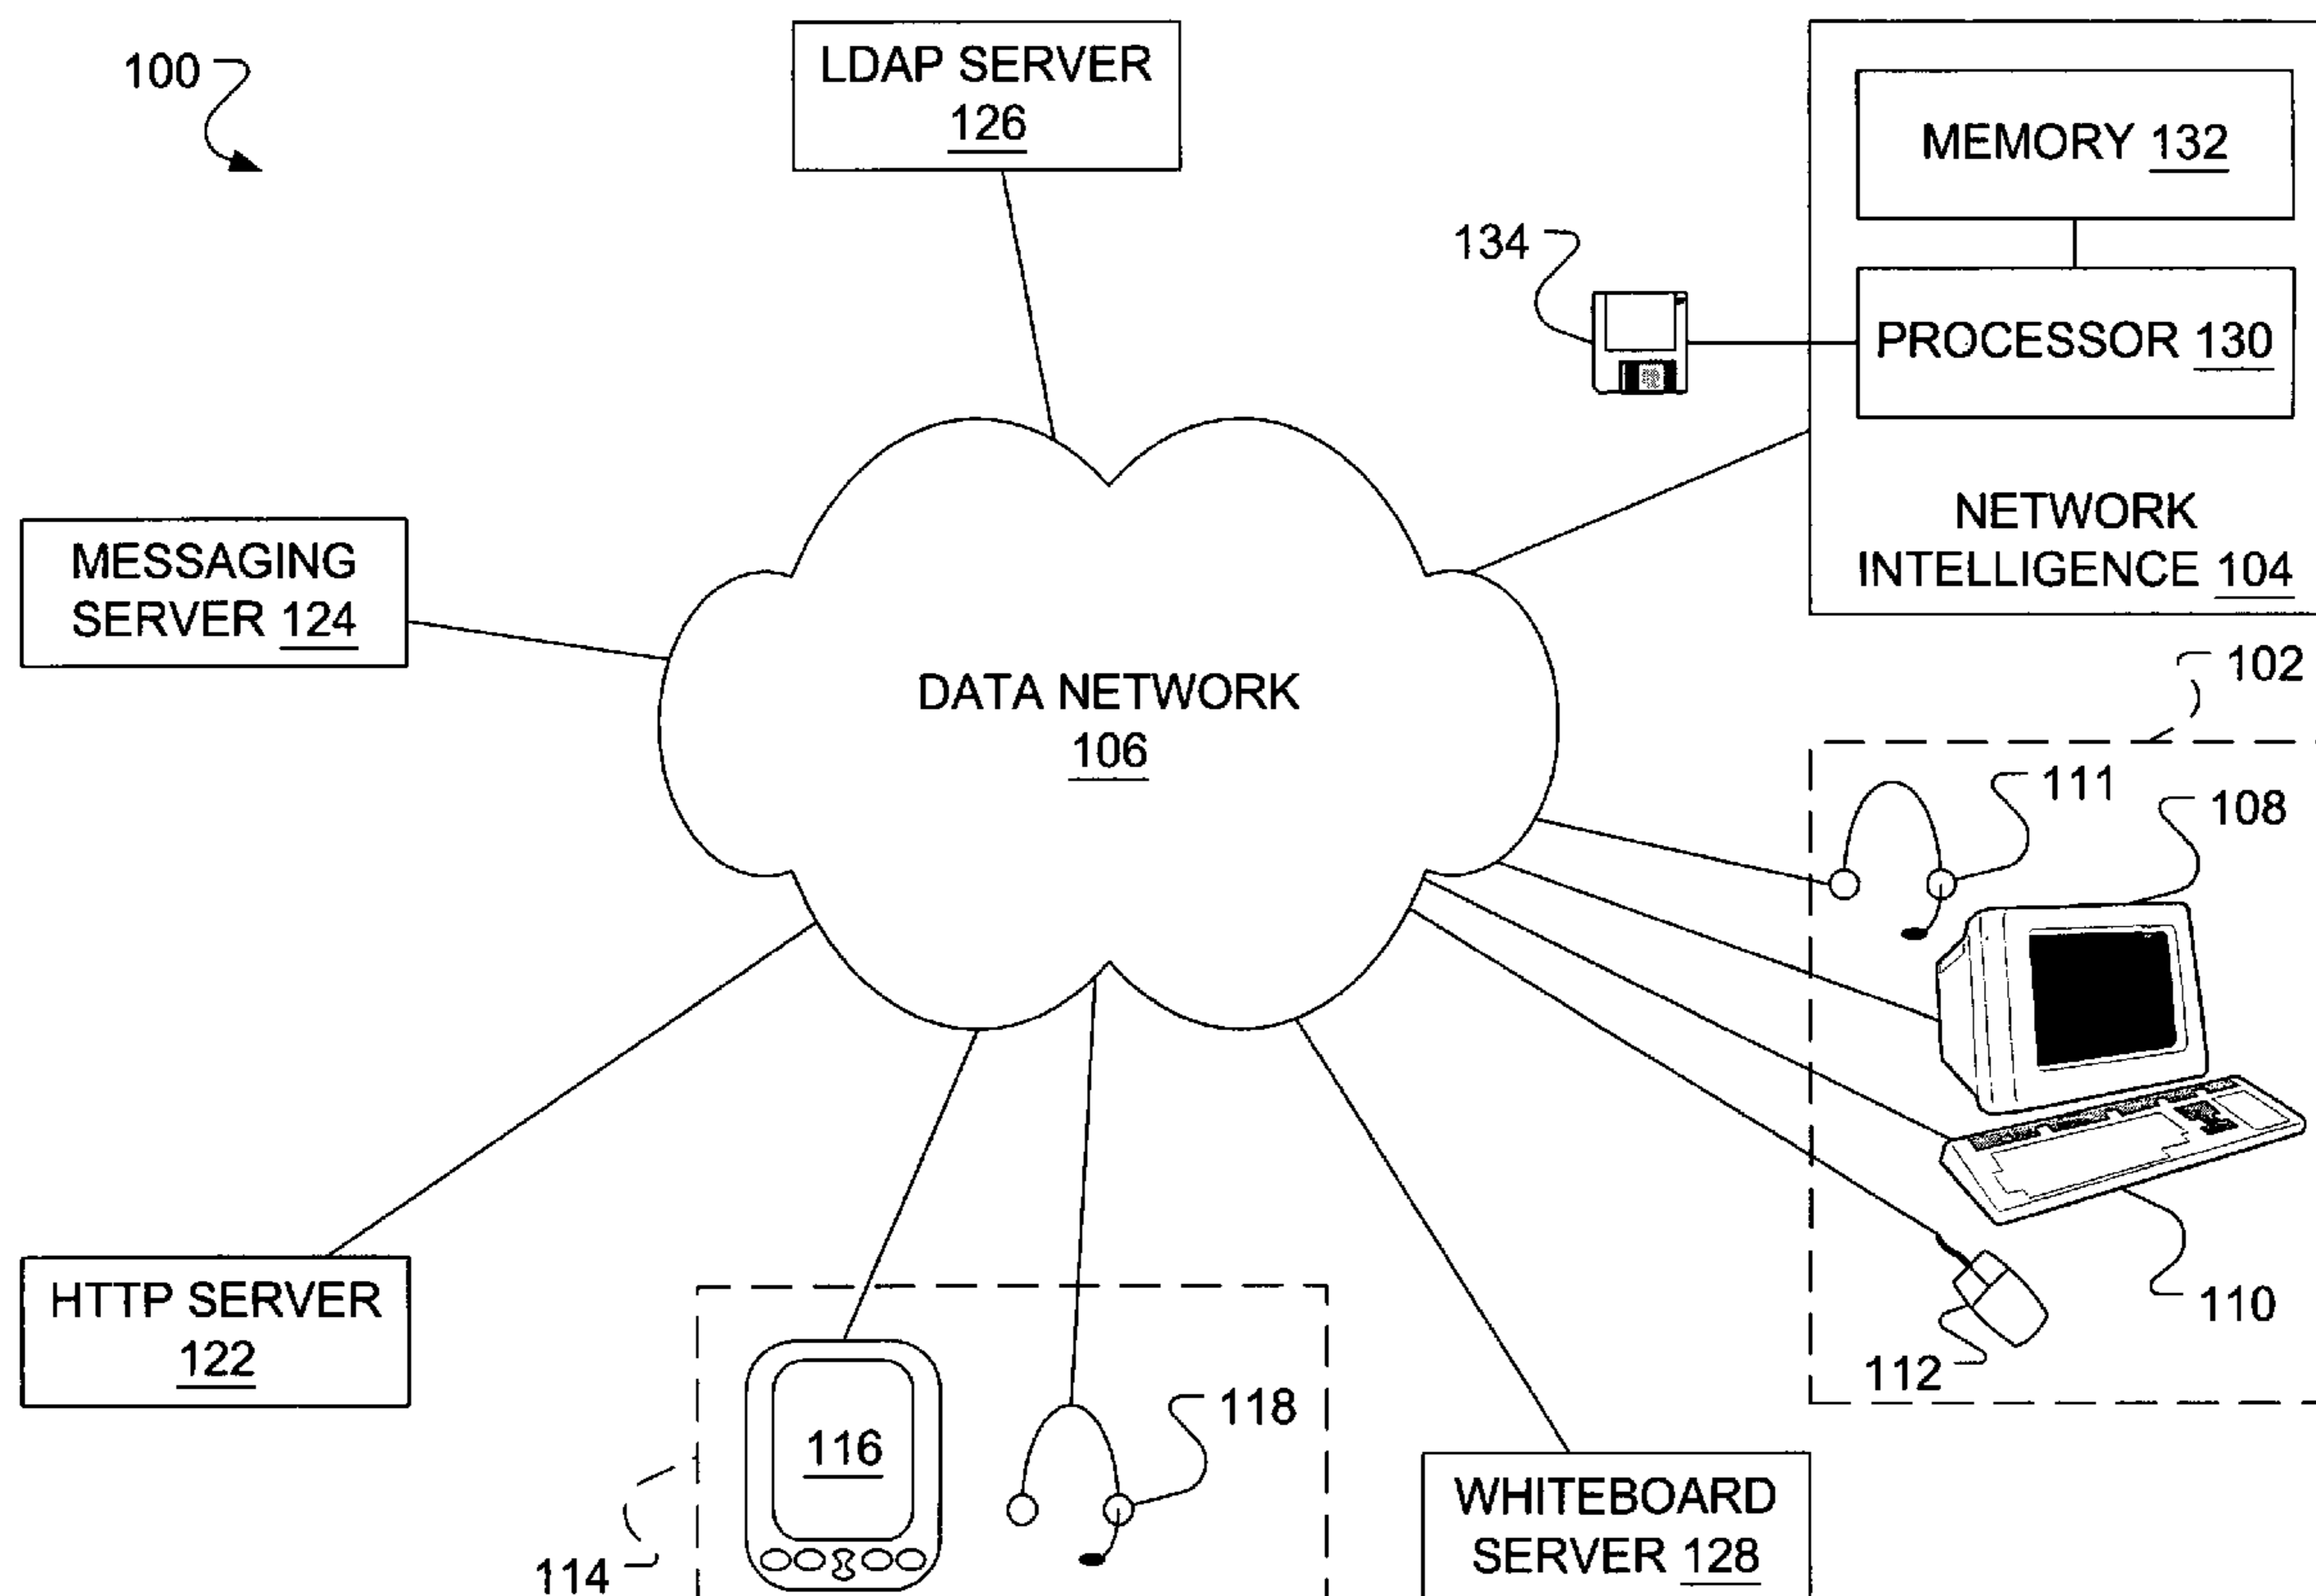 100
LDAP SERVER
126
MEMORY 132
134
PROCESSOR 130
NETWORK
INTELLIGENCE 104
MESSAGING
SERVER 124
DATA NETWORK
106
102
111
108
HTTP SERVER
122
110
112
116
118
114
WHITEBOARD
SERVER 128